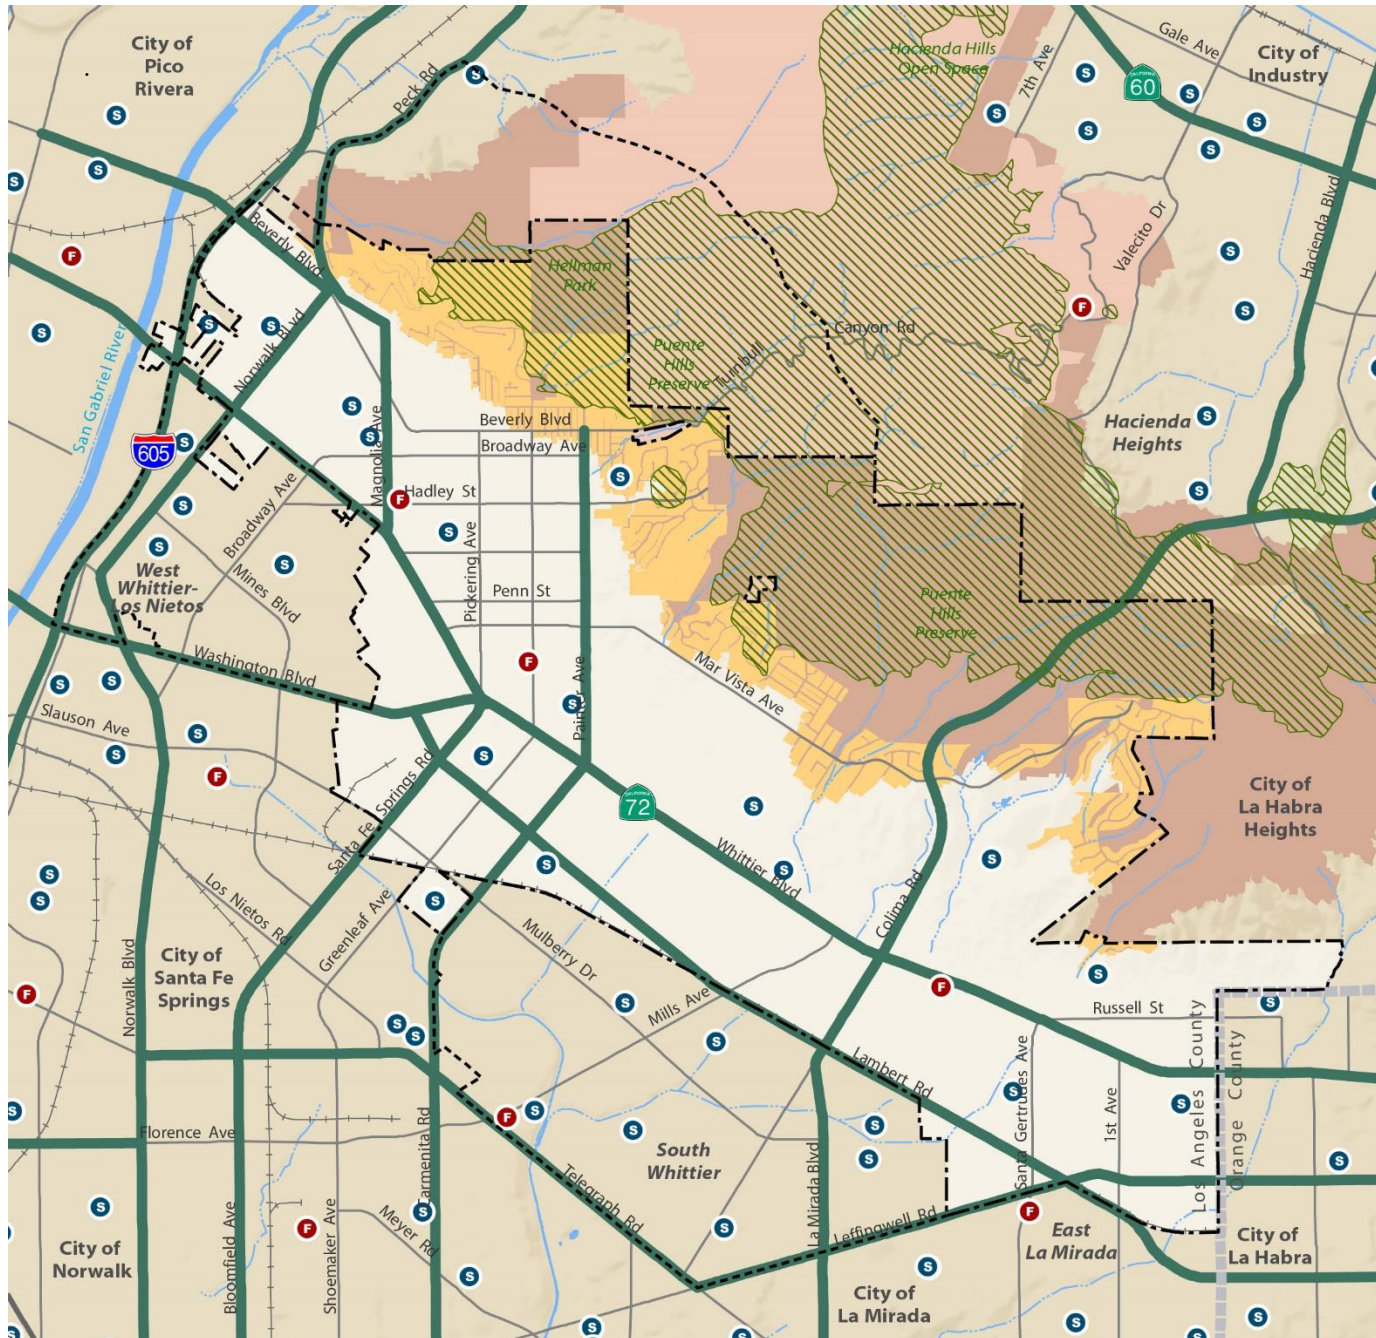 City of
Pico
Rivera
Peck Rd
Hacienda Hills
Open Space
7th Ave
Gale Ave
City of
Industry
CALIFORNIA
60
S
F
Beverly Blvd
Hellman
Park
Valecito Dr
Hacienda Blvd
San Gabriel River
Norwalk BLvd
Puente
Hills
Preserve
Turnbull
Canyon Rd
605
Magnolia Ave
Beverly Blvd
Broadway Ave
Hacienda
Heights
Hadley St
Broadway Ave
Pickering Ave
West
Whittier-
Los Nietos
Mines Blvd
Penn St
Puente
Hills
Preserve
Washington Blvd
Painter Ave
Mar Vista Ave
Slauson Ave
Santa Fe Springs Rd
CALIFORNIA
72
City of
La Habra
Heights
Whittier Blvd
Colima Rd
Los Nietos Rd
Greenleaf Ave
Mulberry Dr
Norwalk Blvd
City of
Santa Fe
Springs
Mills Ave
Russell St
Lambert Rd
Santa Gertrudes Ave
1st Ave
Los Angeles County
Orange County
Florence Ave
Carmenita Rd
South
Whittier
Telegraph Rd
La Mirada Blvd
Leffingwell Rd
Bloomfield Ave
Shoemaker Ave
Meyer Rd
City of
Norwalk
East
La Mirada
City of
La Habra
City of
La Mirada